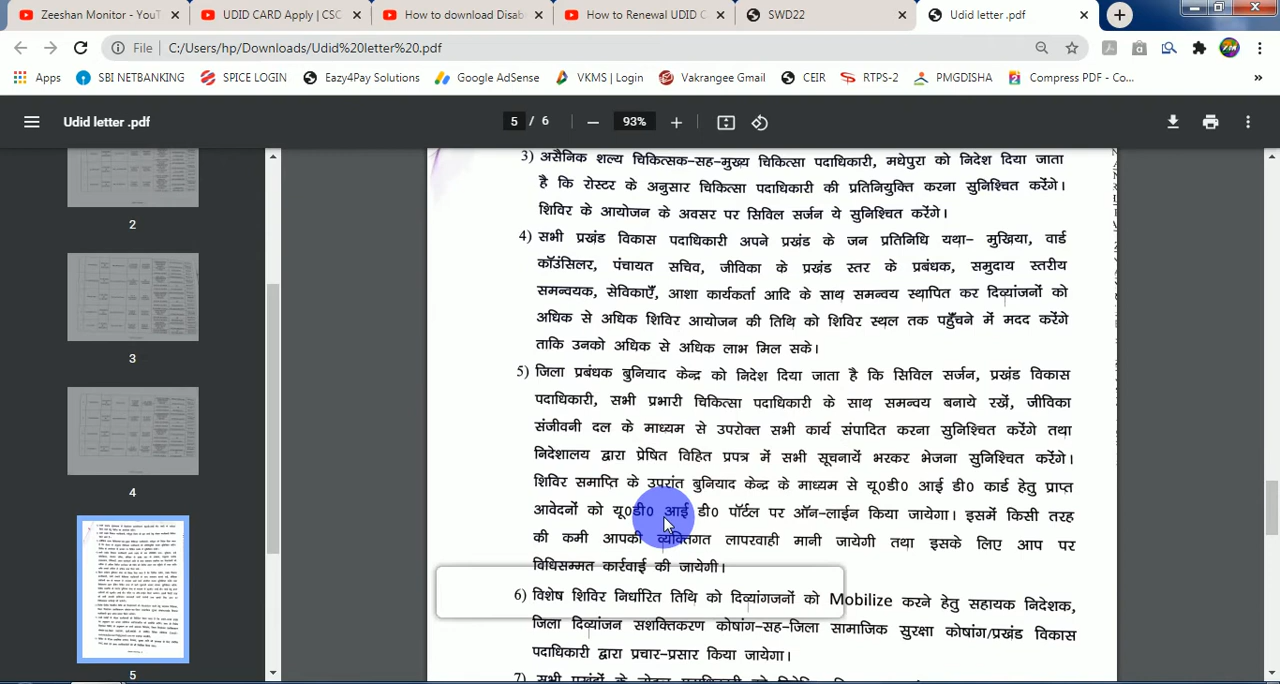 Zeeshan Monitor - YouT
UDID CARD Apply | CSC
How to download Disab
How to Renewal UDID C
SWD22
Udid letter .pdf
File
C:/Users/hp/Downloads/Udid%20letter%20.pdf
Apps
SBI NETBANKING
SPICE LOGIN
Eazy4Pay Solutions
Google AdSense
VKMS | Login
Vakrangee Gmail
CEIR
RTPS-2
PMGDISHA
Compress PDF - Co...
»
Udid letter .pdf
5 / 6
93%
2
3
4
5
3) असैनिक शल्य चिकित्सक-सह-मुख्य चिकित्सा पदाधिकारी, मधेपुरा को निदेश दिया जाता
है कि रोस्टर के अनुसार चिकित्सा पदाधिकारी की प्रतिनियुक्ति करना सुनिश्चित करेंगे।
शिविर के आयोजन के अवसर पर सिविल सर्जन ये सुनिश्चित करेंगे।
4) सभी प्रखंड विकास पदाधिकारी अपने प्रखंड के जन प्रतिनिधि यथा- मुखिया, वार्ड
कॉउंसिलर, पंचायत सचिव, जीविका के प्रखंड स्तर के प्रबंधक, समुदाय स्तरीय
समन्वयक, सेविकाएँ, आशा कार्यकर्ता आदि के साथ समन्वय स्थापित कर दिव्यांजनों को
अधिक से अधिक शिविर आयोजन की तिथि को शिविर स्थल तक पहुँचने में मदद करेंगे
ताकि उनको अधिक से अधिक लाभ मिल सके।
5) जिला प्रबंधक बुनियाद केन्द्र को निदेश दिया जाता है कि सिविल सर्जन, प्रखंड विकास
पदाधिकारी, सभी प्रभारी चिकित्सा पदाधिकारी के साथ समन्वय बनाये रखें, जीविका
संजीवनी दल के माध्यम से उपरोक्त सभी कार्य संपादित करना सुनिश्चित करेंगे तथा
निदेशालय द्वारा प्रेषित विहित प्रपत्र में सभी सूचनायें भरकर भेजना सुनिश्चित करेंगे।
शिविर समाप्ति के उपरांत बुनियाद केन्द्र के माध्यम से यू0डी0 आई डी0 कार्ड हेतु प्राप्त
आवेदनों को यू0डी0 आई डी0 पोर्टल पर ऑन-लाईन किया जायेगा। इसमें किसी तरह
की कमी आपकी व्यक्तिगत लापरवाही मानी जायेगी तथा इसके लिए आप पर
विधिसम्मत कार्रवाई की जायेगी।
6) विशेष शिविर निर्धारित तिथि को दिव्यांगजनों को Mobilize करने हेतु सहायक निदेशक,
जिला दिव्यांजन सशक्तिकरण कोषांग-सह-जिला सामाजिक सुरक्षा कोषांग/प्रखंड विकास
पदाधिकारी द्वारा प्रचार-प्रसार किया जायेगा।
7) सभी प्रखंडों के